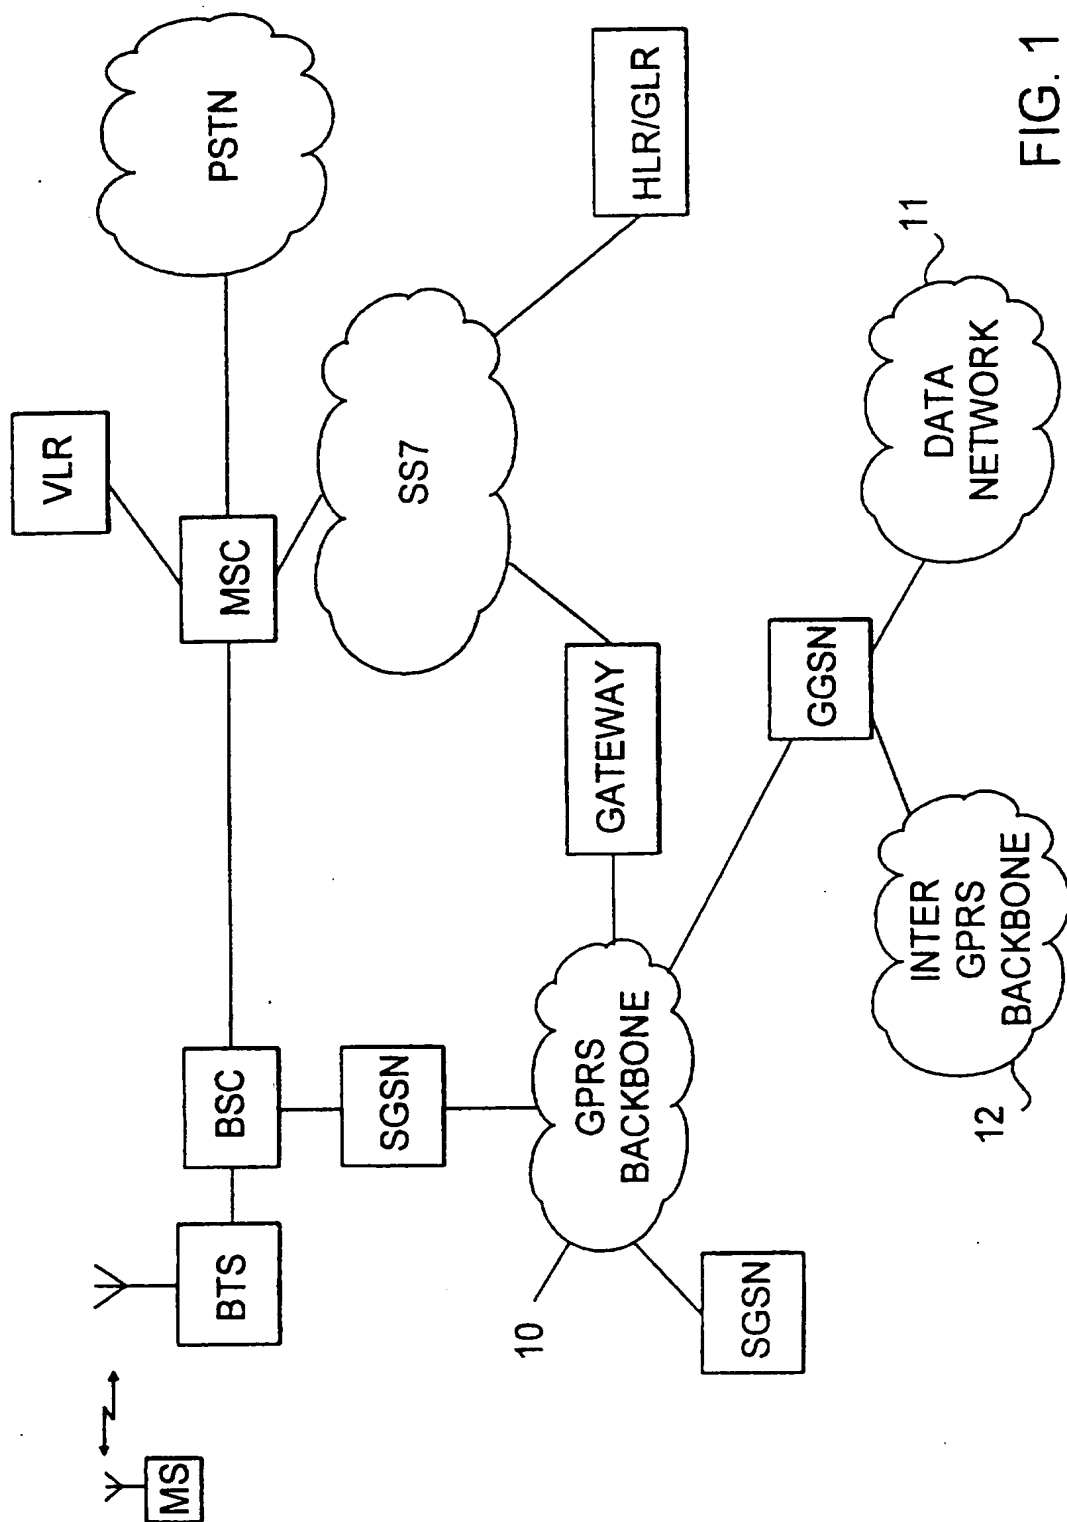 MS
BTS
BSC
MSC
VLR
PSTN
SGSN
SS7
HLR/GLR
10
GPRS
BACKBONE
GATEWAY
SGSN
GGSN
12
INTER
GPRS
BACKBONE
DATA
NETWORK
11
FIG. 1